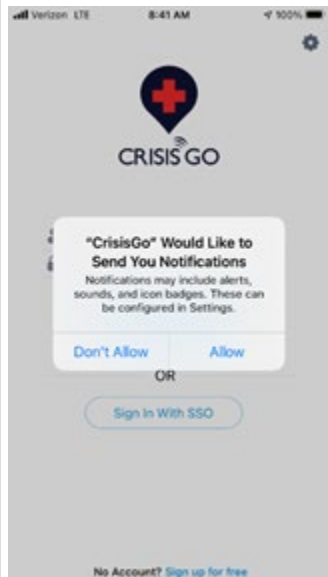 Verizon LTE 8:41 AM 100%
CRISIS GO
"CrisisGo" Would Like to
Send You Notifications
Notifications may include alerts,
sounds, and icon badges. These can
be configured in Settings.
Don't Allow Allow
OR
Sign In With SSO
No Account? Sign up for free